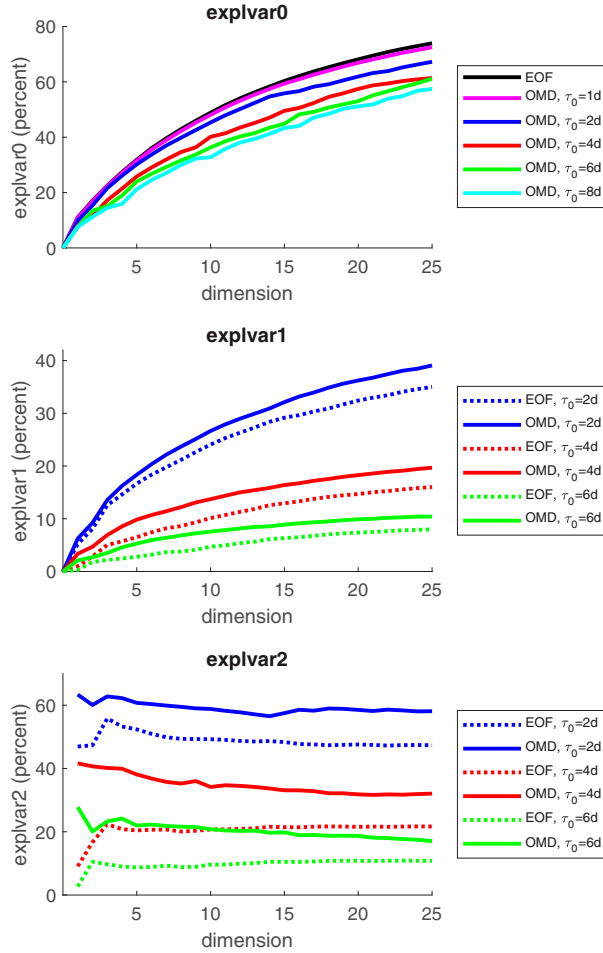 explvar0
explvar0 (percent)
80
60
40
20
0
5
10
15
20
25
dimension
EOF
OMD, τ₀=1d
OMD, τ₀=2d
OMD, τ₀=4d
OMD, τ₀=6d
OMD, τ₀=8d
explvar1
explvar1 (percent)
40
30
20
10
0
5
10
15
20
25
dimension
EOF, τ₀=2d
OMD, τ₀=2d
EOF, τ₀=4d
OMD, τ₀=4d
EOF, τ₀=6d
OMD, τ₀=6d
explvar2
explvar2 (percent)
60
40
20
0
5
10
15
20
25
dimension
EOF, τ₀=2d
OMD, τ₀=2d
EOF, τ₀=4d
OMD, τ₀=4d
EOF, τ₀=6d
OMD, τ₀=6d